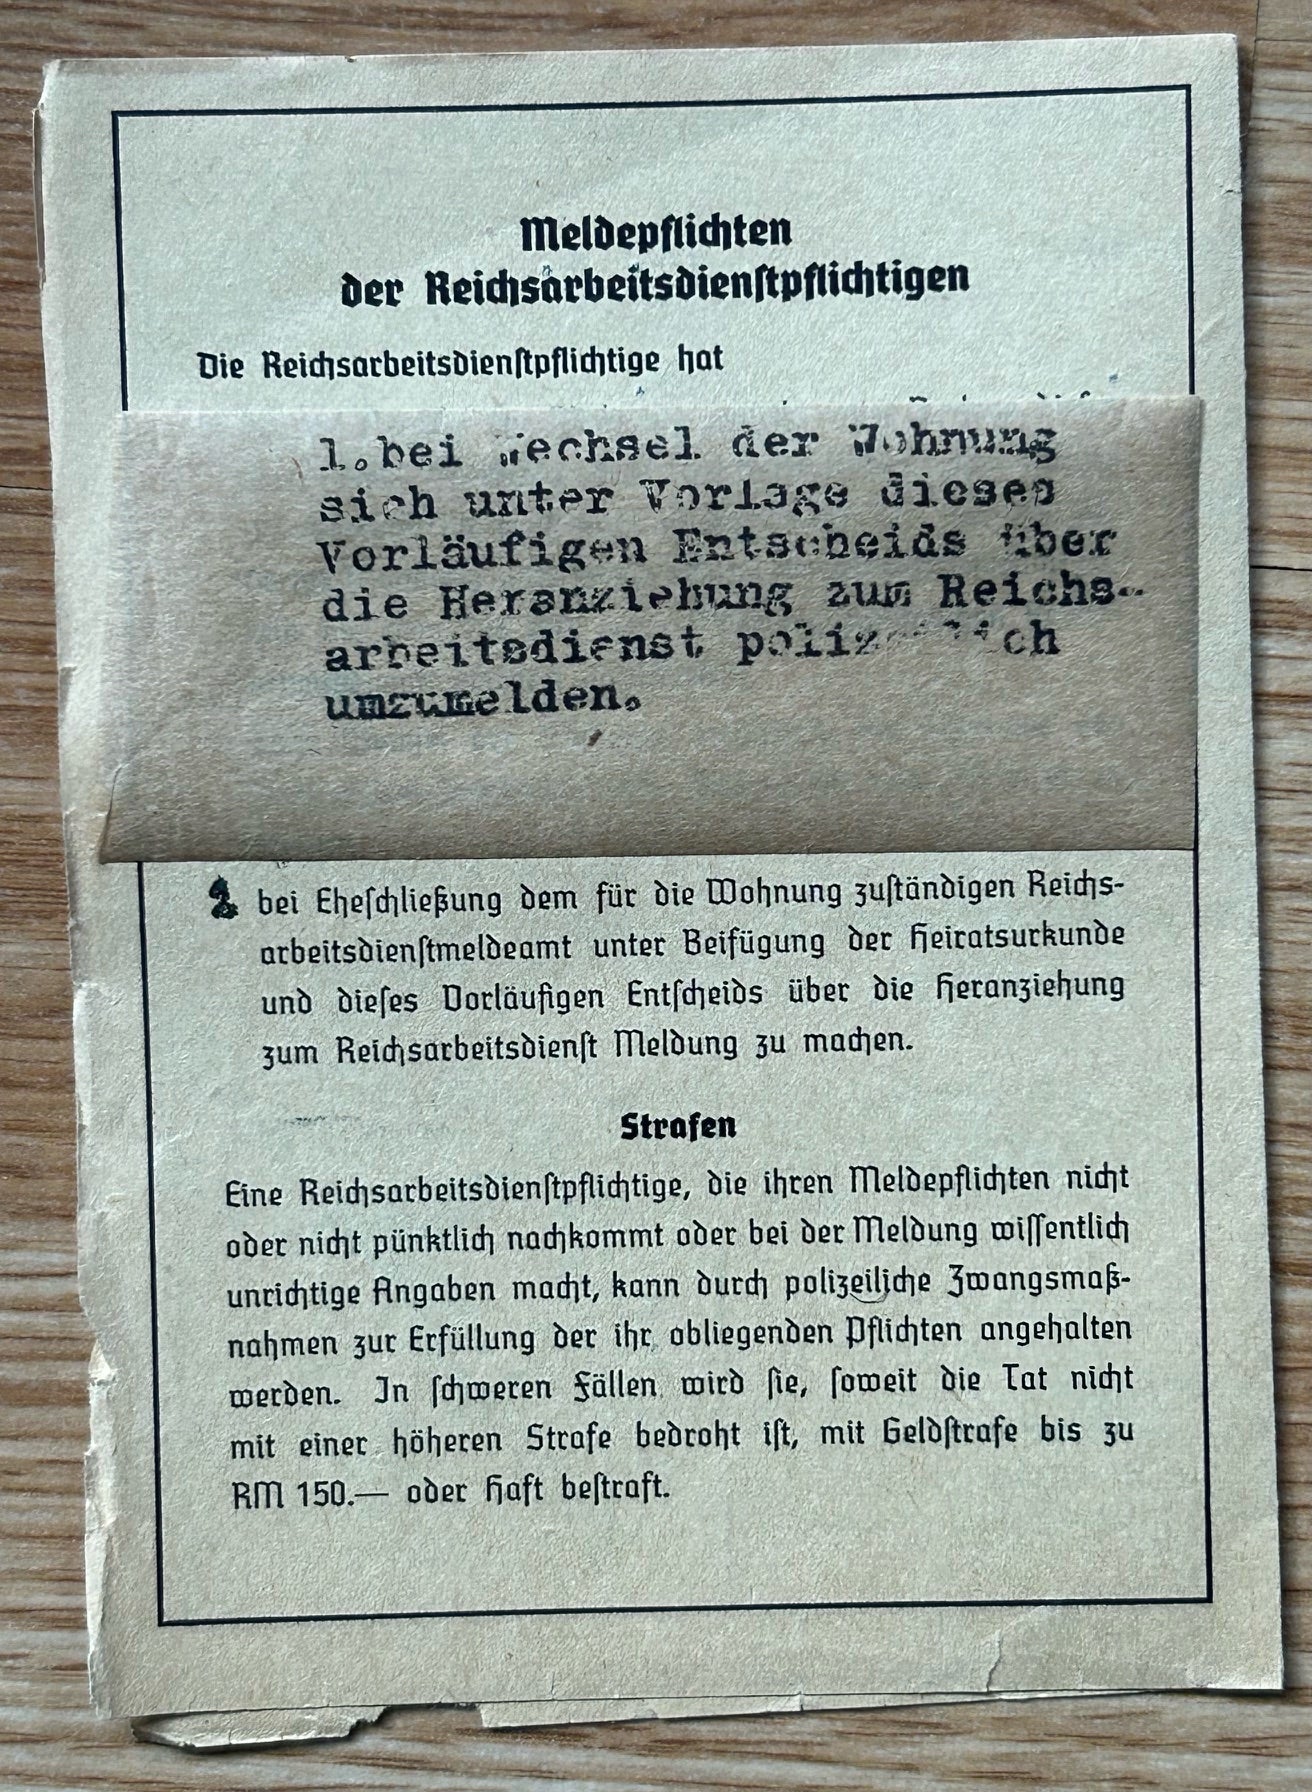 Meldepflichten
der Reichsarbeitsdienstpflichtigen
Die Reichsarbeitsdienstpflichtige hat
1.bei Wechsel der Wohnung
sich unter Vorlage dieses
Vorläufigen Entscheids über
die Heranziehung zum Reichs-
arbeitsdienst polizeilich
umzumelden.
2 bei Eheschließung dem für die Wohnung zuständigen Reichs-
arbeitsdienstmeldeamt unter Beifügung der Heiratsurkunde
und dieses Vorläufigen Entscheids über die Heranziehung
zum Reichsarbeitsdienst Meldung zu machen.
Strafen
Eine Reichsarbeitsdienstpflichtige, die ihren Meldepflichten nicht
oder nicht pünktlich nachkommt oder bei der Meldung wissentlich
unrichtige Angaben macht, kann durch polizeiliche Zwangsmaß-
nahmen zur Erfüllung der ihr obliegenden Pflichten angehalten
werden. In schweren Fällen wird sie, soweit die Tat nicht
mit einer höheren Strafe bedroht ist, mit Geldstrafe bis zu
RM 150.— oder Haft bestraft.